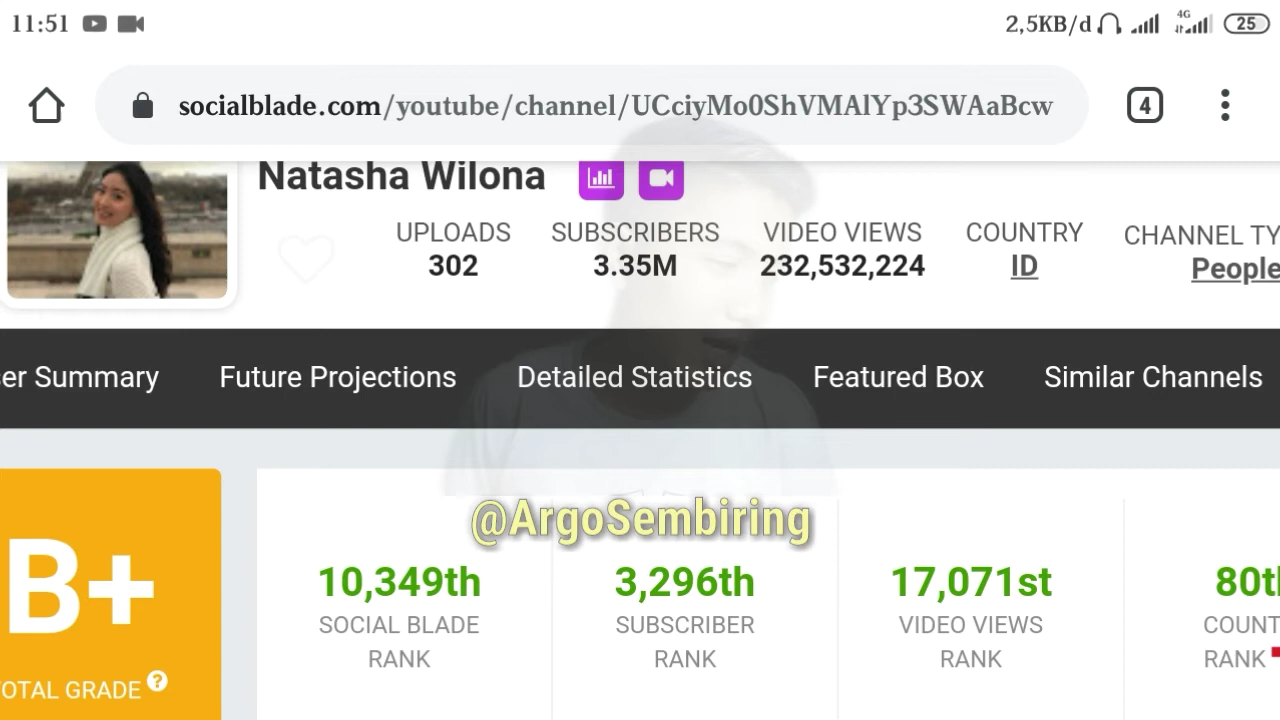 11:51
2,5KB/d 4G 25
socialblade.com/youtube/channel/UCciyMo0ShVMAlYp3SWAaBcw
4
Natasha Wilona
UPLOADS SUBSCRIBERS VIDEO VIEWS COUNTRY CHANNEL TY
302 3.35M 232,532,224 ID People
er Summary Future Projections Detailed Statistics Featured Box Similar Channels
@ArgoSembiring
B+
OTAL GRADE ?
10,349th 3,296th 17,071st 80th
SOCIAL BLADE SUBSCRIBER VIDEO VIEWS COUNT
RANK RANK RANK RANK